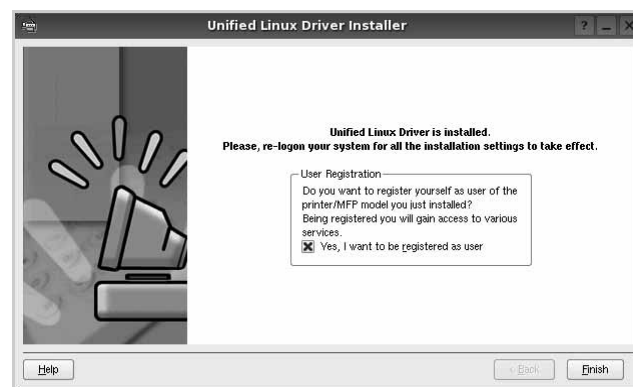 Unified Linux Driver Installer
Unified Linux Driver is installed.
Please, re-logon your system for all the installation settings to take effect.
User Registration
Do you want to register yourself as user of the
printer/MFP model you just installed?
Being registered you will gain access to various
services.
Yes, I want to be registered as user
Help
< Back
Finish